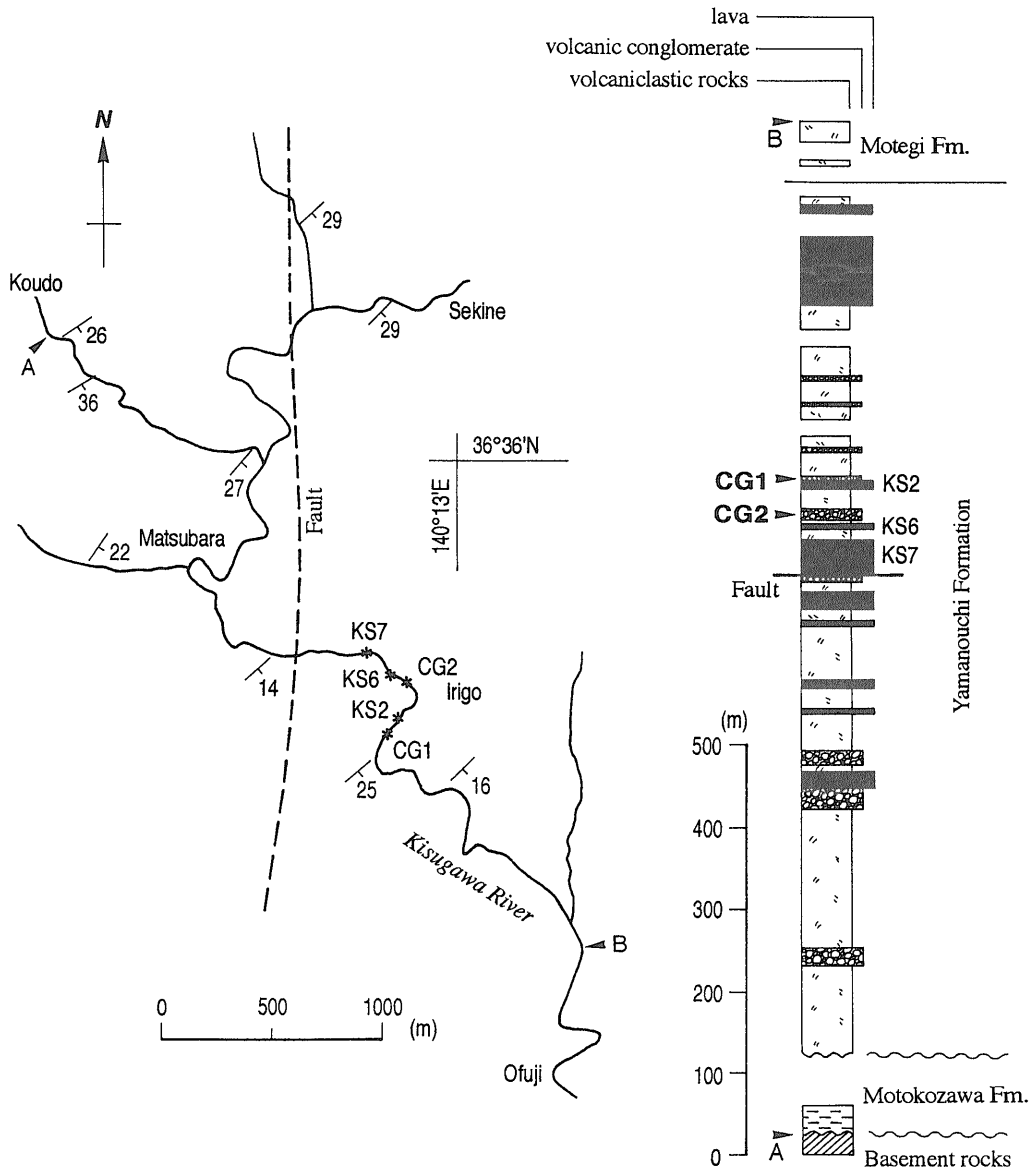 lava
volcanic conglomerate
volcaniclastic rocks
N
B
Motegi Fm.
29
Koudo
26
A
36
Sekine
29
36°36'N
140°13'E
27
Fault
Matsubara
22
CG1
KS2
CG2
KS6
KS7
Fault
Yamanouchi Formation
KS7
14
KS6
CG2
Irigo
KS2
CG1
25
16
Kisugawa River
B
0 500 1000
(m)
Ofuji
(m)
500
400
300
200
100
0
Motokozawa Fm.
A
Basement rocks